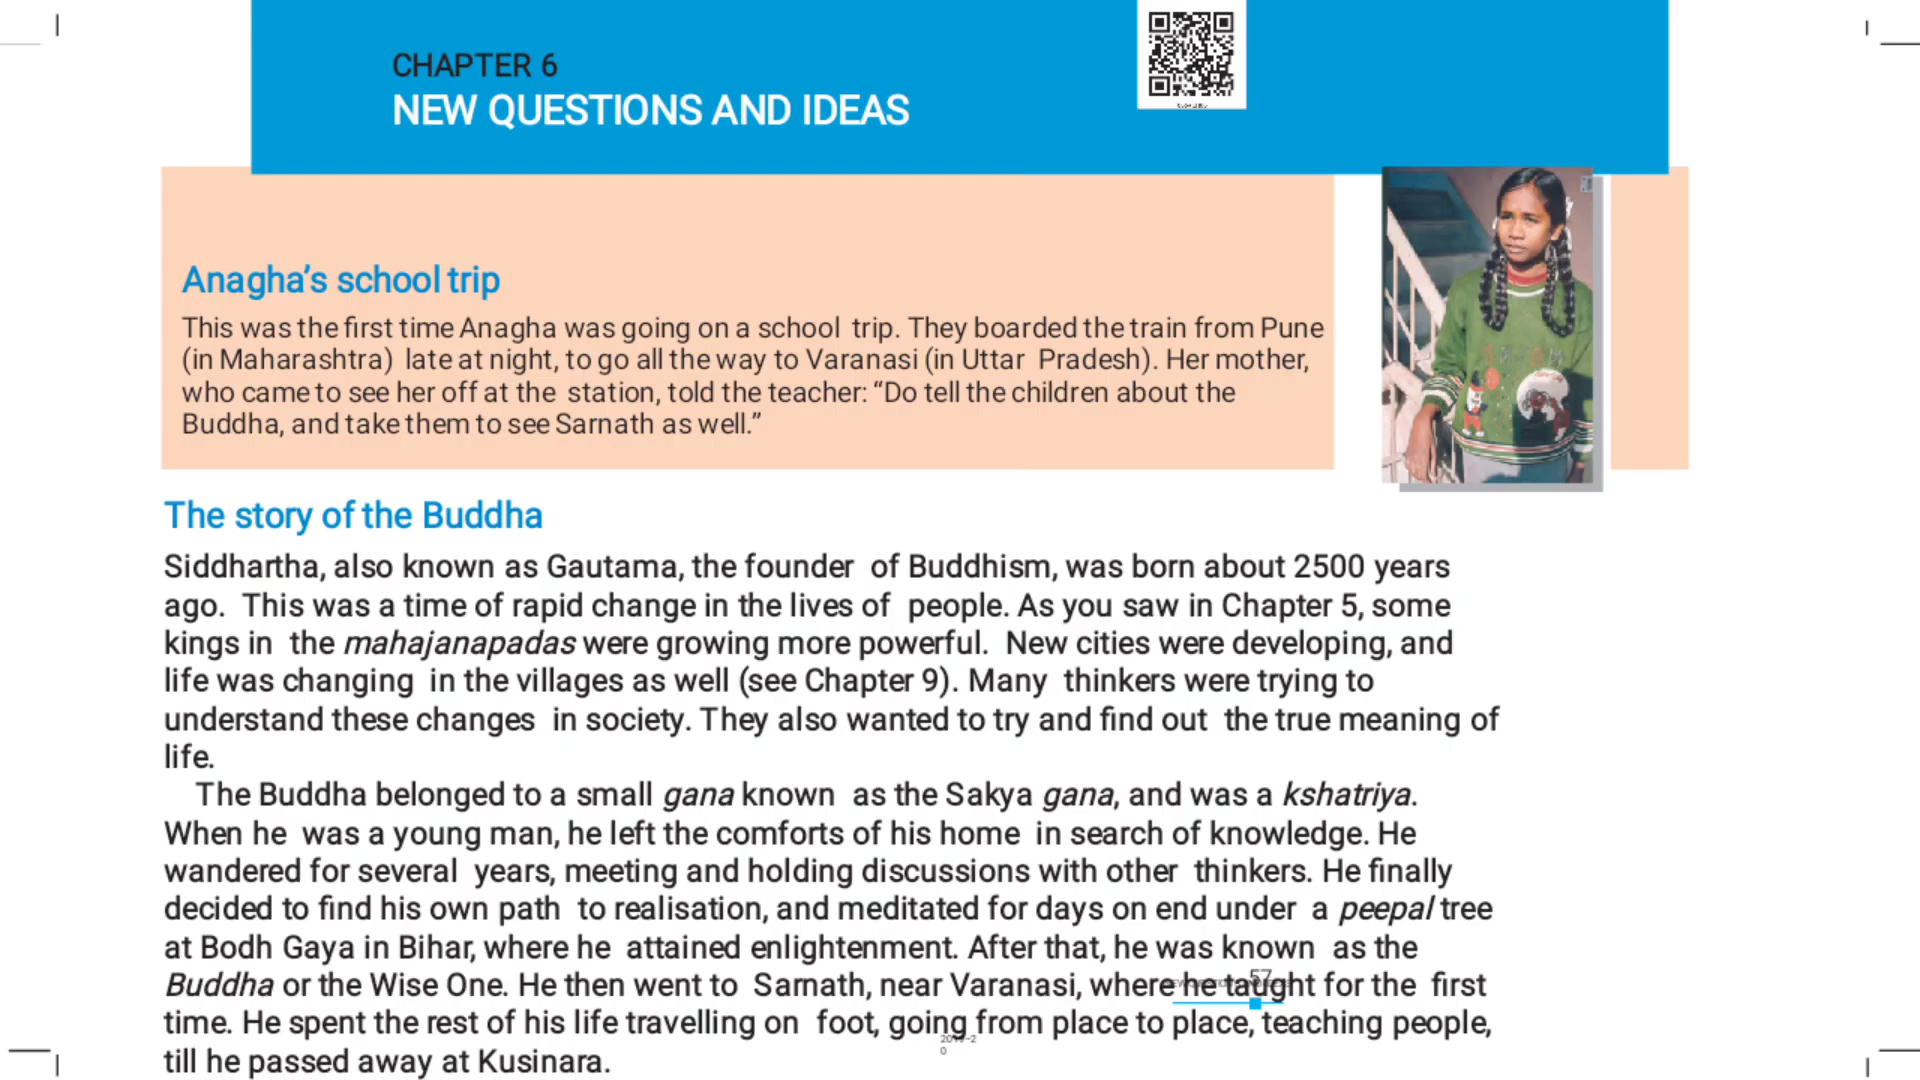 CHAPTER 6
NEW QUESTIONS AND IDEAS
Anagha’s school trip
This was the first time Anagha was going on a school trip. They boarded the train from Pune
(in Maharashtra) late at night, to go all the way to Varanasi (in Uttar Pradesh). Her mother,
who came to see her off at the station, told the teacher: “Do tell the children about the
Buddha, and take them to see Sarnath as well.”
The story of the Buddha
Siddhartha, also known as Gautama, the founder of Buddhism, was born about 2500 years
ago. This was a time of rapid change in the lives of people. As you saw in Chapter 5, some
kings in the mahajanapadas were growing more powerful. New cities were developing, and
life was changing in the villages as well (see Chapter 9). Many thinkers were trying to
understand these changes in society. They also wanted to try and find out the true meaning of
life.
The Buddha belonged to a small gana known as the Sakya gana, and was a kshatriya.
When he was a young man, he left the comforts of his home in search of knowledge. He
wandered for several years, meeting and holding discussions with other thinkers. He finally
decided to find his own path to realisation, and meditated for days on end under a peepal tree
at Bodh Gaya in Bihar, where he attained enlightenment. After that, he was known as the
Buddha or the Wise One. He then went to Sarnath, near Varanasi, where he taught for the first
time. He spent the rest of his life travelling on foot, going from place to place, teaching people,
till he passed away at Kusinara.
57